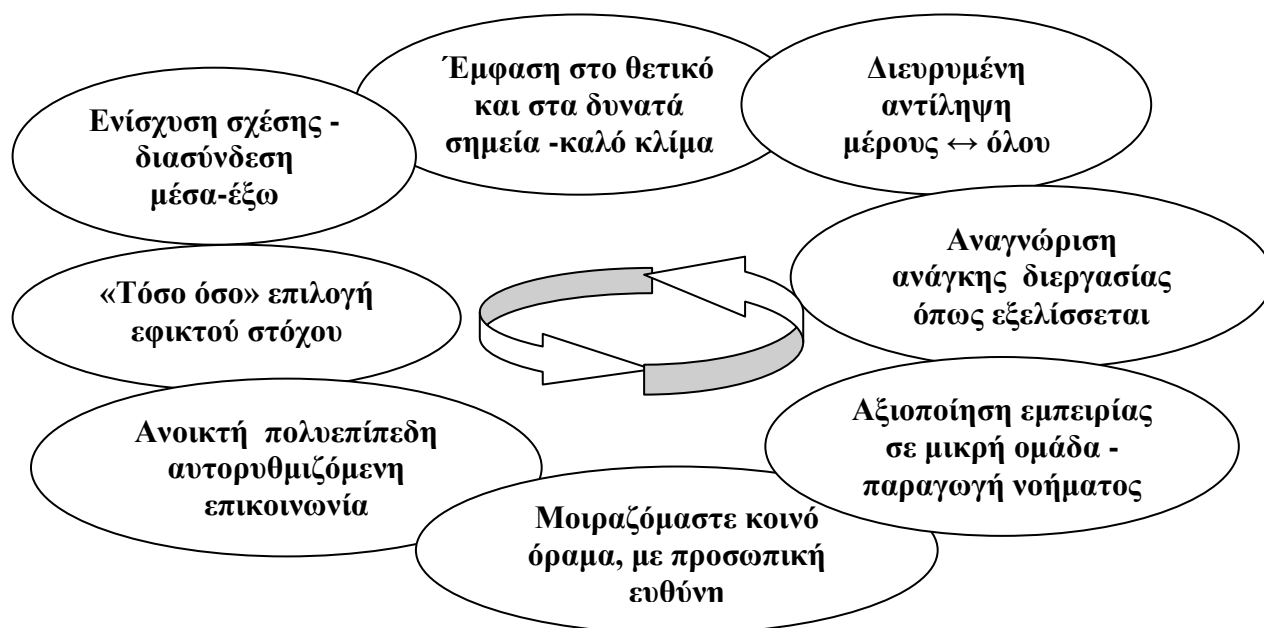 Έμφαση στο θετικό
και στα δυνατά
σημεία -καλό κλίμα
Διευρυμένη
αντίληψη
μέρους ↔ όλου
Αναγνώριση
ανάγκης διεργασίας
όπως εξελίσσεται
Αξιοποίηση εμπειρίας
σε μικρή ομάδα -
παραγωγή νοήματος
Μοιραζόμαστε κοινό
όραμα, με προσωπική
ευθύνη
Ανοικτή πολυεπίπεδη
αυτορυθμιζόμενη
επικοινωνία
«Τόσο όσο» επιλογή
εφικτού στόχου
Ενίσχυση σχέσης -
διασύνδεση
μέσα-έξω